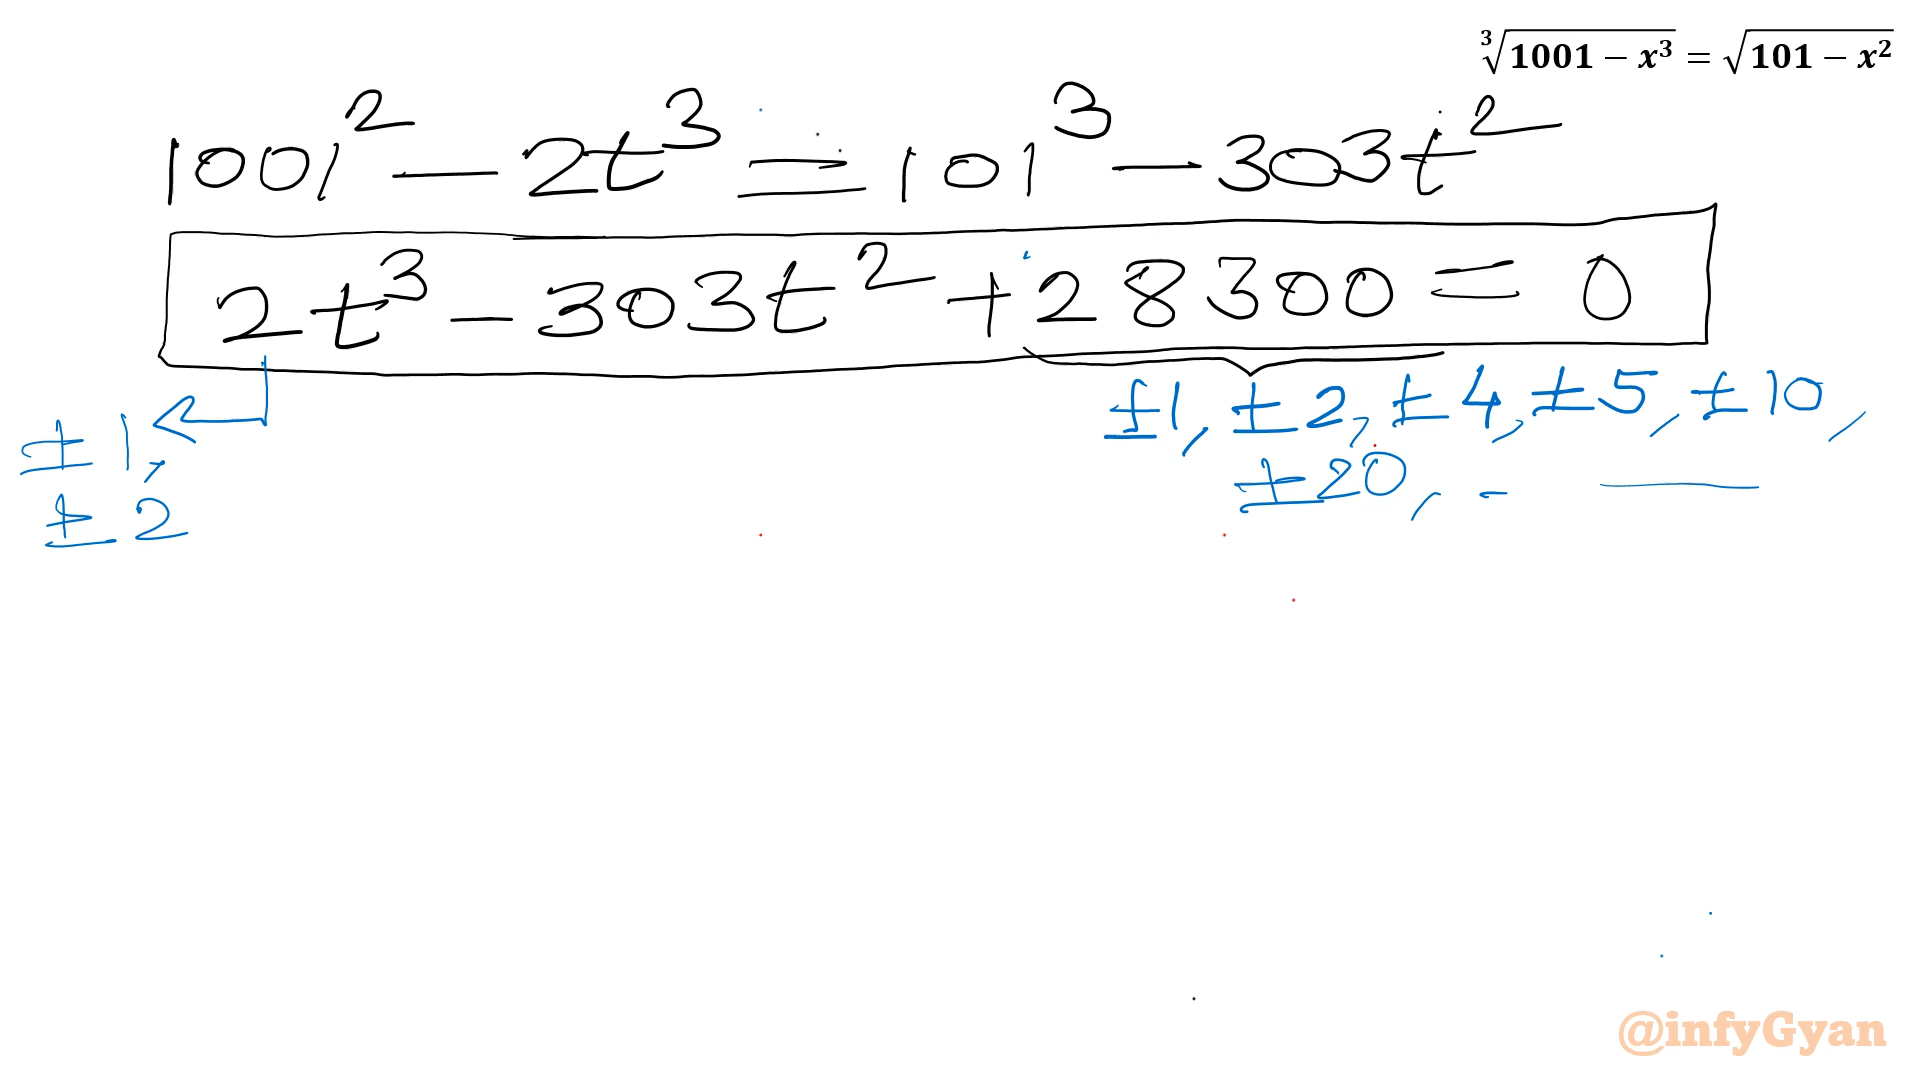 ∛(1001 − x³) = √(101 − x²)
1001² − 2t³ = 101³ − 303t²
2t³ − 303t² + 28300 = 0
±1, ±2, ±4, ±5, ±10,
±1,
±20, -
±2
@infyGyan